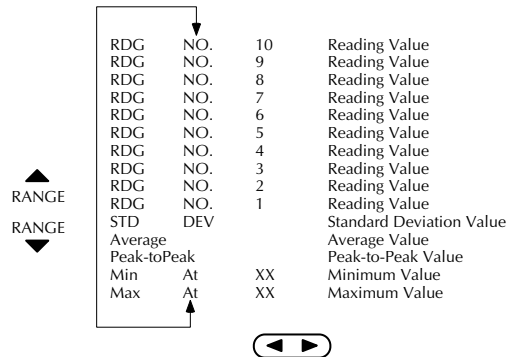 RDG NO. 10 Reading Value
RDG NO. 9 Reading Value
RDG NO. 8 Reading Value
RDG NO. 7 Reading Value
RDG NO. 6 Reading Value
RDG NO. 5 Reading Value
RDG NO. 4 Reading Value
RDG NO. 3 Reading Value
RDG NO. 2 Reading Value
RDG NO. 1 Reading Value
STD DEV Standard Deviation Value
Average Average Value
Peak-toPeak Peak-to-Peak Value
Min At XX Minimum Value
Max At XX Maximum Value
RANGE
RANGE